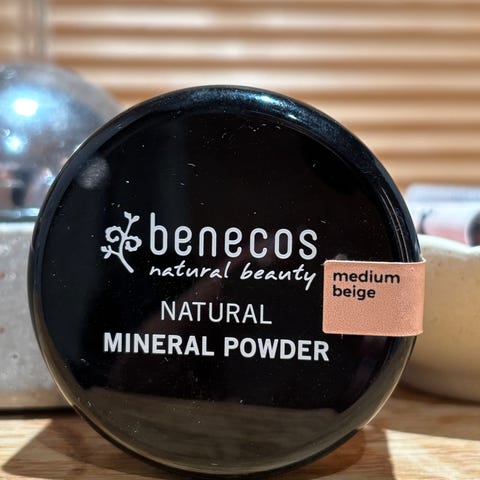 benecos
natural beauty
NATURAL
MINERAL POWDER
medium
beige